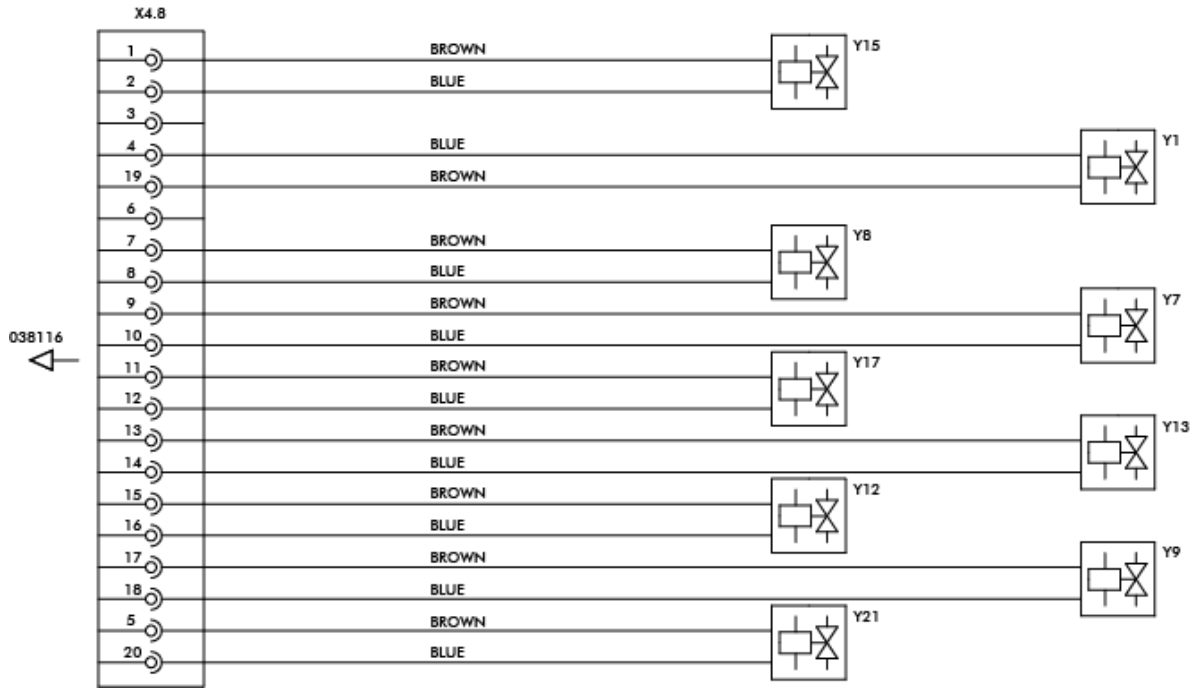 X4.8
1 BROWN Y15
2 BLUE
3
4 BLUE Y1
19 BROWN
6
7 BROWN Y8
8 BLUE
9 BROWN Y7
038116 10 BLUE
11 BROWN Y17
12 BLUE
13 BROWN Y13
14 BLUE
15 BROWN Y12
16 BLUE
17 BROWN Y9
18 BLUE
5 BROWN Y21
20 BLUE